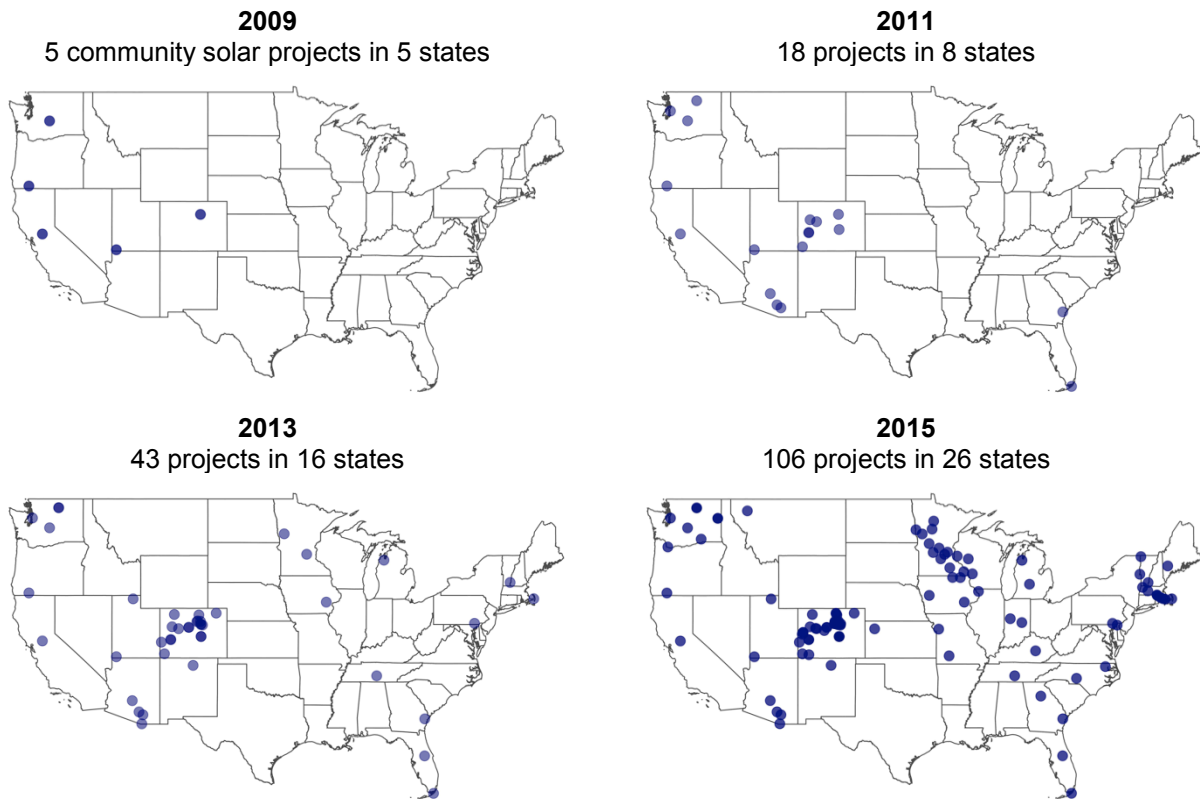 2009
5 community solar projects in 5 states
2011
18 projects in 8 states
2013
43 projects in 16 states
2015
106 projects in 26 states